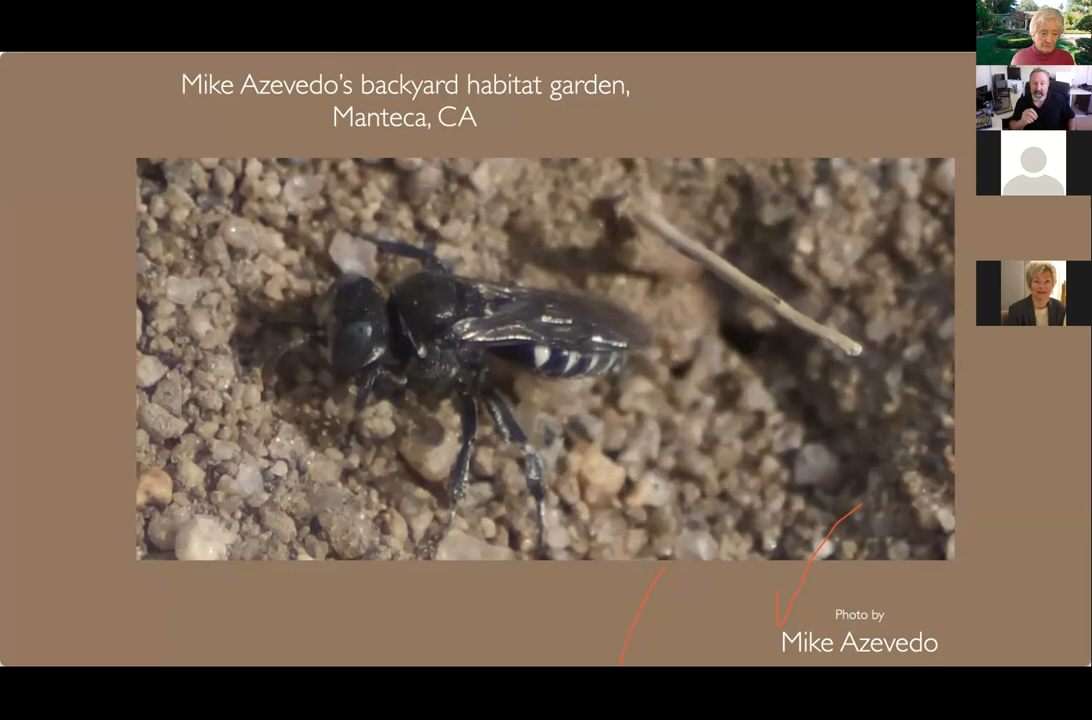 Mike Azevedo's backyard habitat garden,
Manteca, CA
Photo by
Mike Azevedo